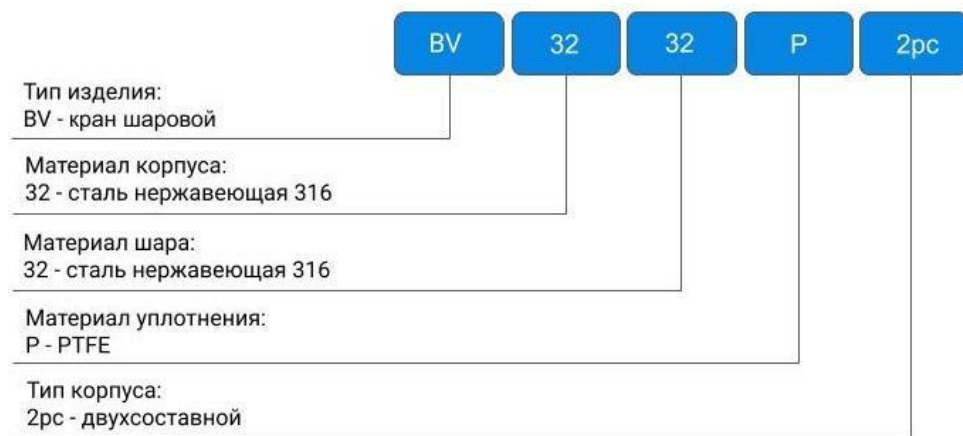 BV 32 32 P 2pc
Тип изделия:
BV - кран шаровой
Материал корпуса:
32 - сталь нержавеющая 316
Материал шара:
32 - сталь нержавеющая 316
Материал уплотнения:
P - PTFE
Тип корпуса:
2pc - двухсоставной